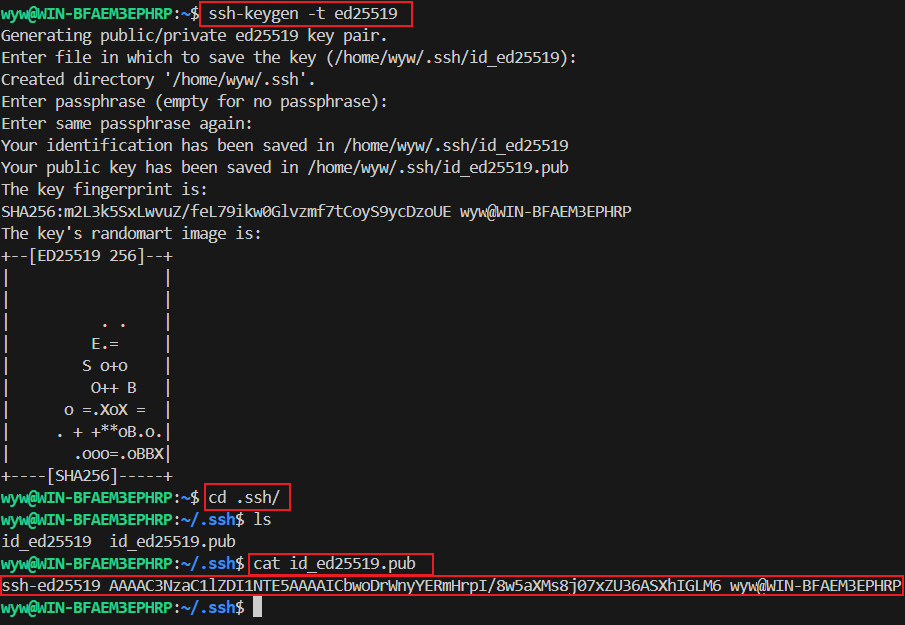 wyw@WIN-BFAEM3EPHRP:~$ ssh-keygen -t ed25519
Generating public/private ed25519 key pair.
Enter file in which to save the key (/home/wyw/.ssh/id_ed25519):
Created directory '/home/wyw/.ssh'.
Enter passphrase (empty for no passphrase):
Enter same passphrase again:
Your identification has been saved in /home/wyw/.ssh/id_ed25519
Your public key has been saved in /home/wyw/.ssh/id_ed25519.pub
The key fingerprint is:
SHA256:m2L3k5SxLwvuZ/feL79ikw0Glvzmf7tCoyS9ycDzoUE wyw@WIN-BFAEM3EPHRP
The key's randomart image is:
+--[ED25519 256]--+
|                 |
|                 |
|          . .    |
|         E.=     |
|        S o+o    |
|         O++ B   |
|      o =.XoX =  |
|     . + +**oB.o.|
|       .ooo=.oBBX|
+----[SHA256]-----+
wyw@WIN-BFAEM3EPHRP:~$ cd .ssh/
wyw@WIN-BFAEM3EPHRP:~/.ssh$ ls
id_ed25519  id_ed25519.pub
wyw@WIN-BFAEM3EPHRP:~/.ssh$ cat id_ed25519.pub
ssh-ed25519 AAAAC3NzaC1lZDI1NTE5AAAAICbwoDrWnyYERmHrpI/8w5aXMs8j07xZU36ASXhIGLM6 wyw@WIN-BFAEM3EPHRP
wyw@WIN-BFAEM3EPHRP:~/.ssh$